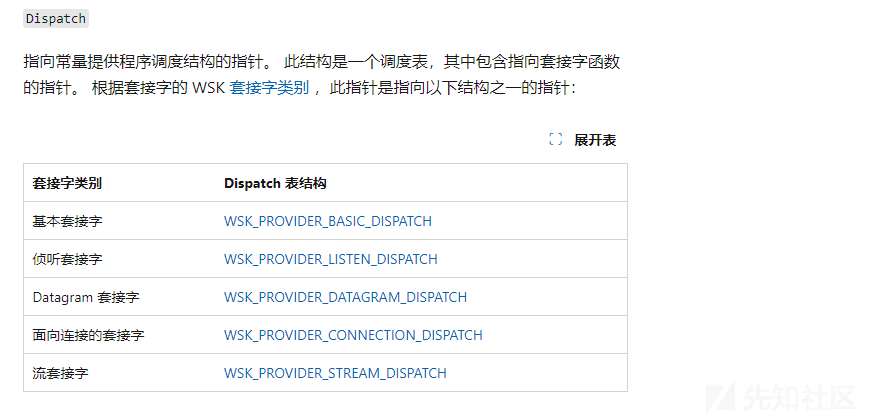 Dispatch
指向常量提供程序调度结构的指针。 此结构是一个调度表，其中包含指向套接字函数
的指针。 根据套接字的 WSK 套接字类别 ，此指针是指向以下结构之一的指针：
展开表
套接字类别 Dispatch 表结构
基本套接字 WSK_PROVIDER_BASIC_DISPATCH
侦听套接字 WSK_PROVIDER_LISTEN_DISPATCH
Datagram 套接字 WSK_PROVIDER_DATAGRAM_DISPATCH
面向连接的套接字 WSK_PROVIDER_CONNECTION_DISPATCH
流套接字 WSK_PROVIDER_STREAM_DISPATCH
先知社区